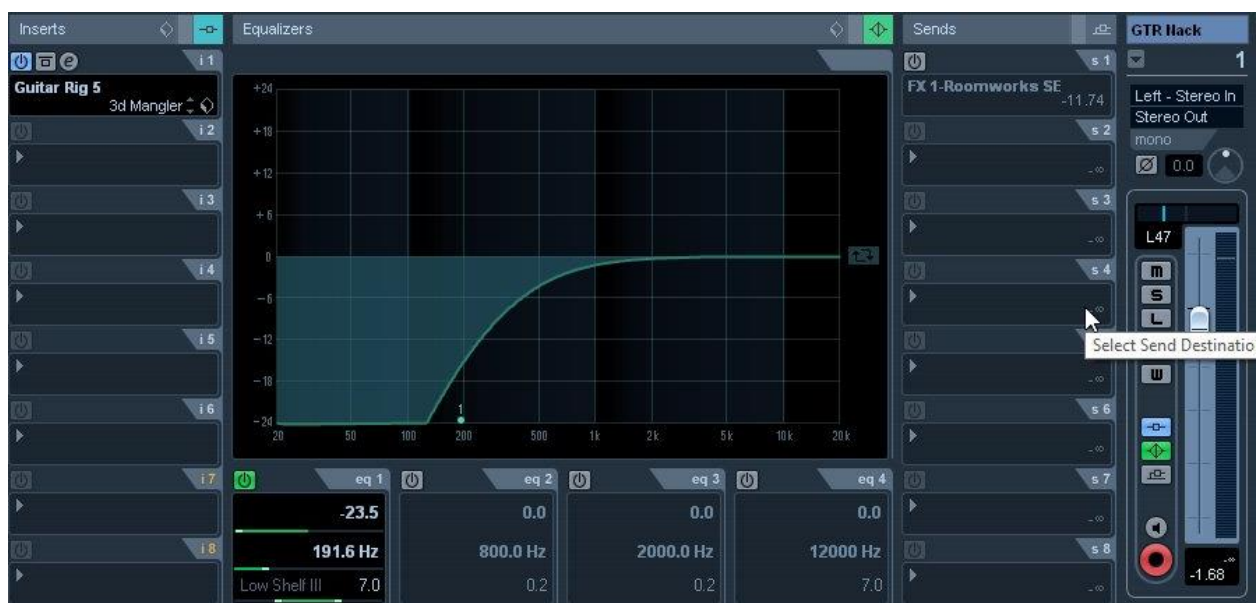 Inserts
i 1
Guitar Rig 5
3d Mangler
i 2
i 3
i 4
i 5
i 6
i 7
i 8
Equalizers
+24
+18
+12
+6
0
-6
-12
-18
-24
1
20 50 100 200 500 1k 2k 5k 10k 20k
eq 1 eq 2 eq 3 eq 4
-23.5 0.0 0.0 0.0
191.6 Hz 800.0 Hz 2000.0 Hz 12000 Hz
Low Shelf III 7.0 0.2 0.2 7.0
Sends
s 1
FX 1-Roomworks SE
-11.74
s 2
-∞
s 3
-∞
s 4
-∞
Select Send Destinatio
-∞
s 6
-∞
s 7
-∞
s 8
-∞
GTR Hack
1
Left - Stereo In
Stereo Out
mono
0.0
L47
m
S
L
W
-∞
-1.68